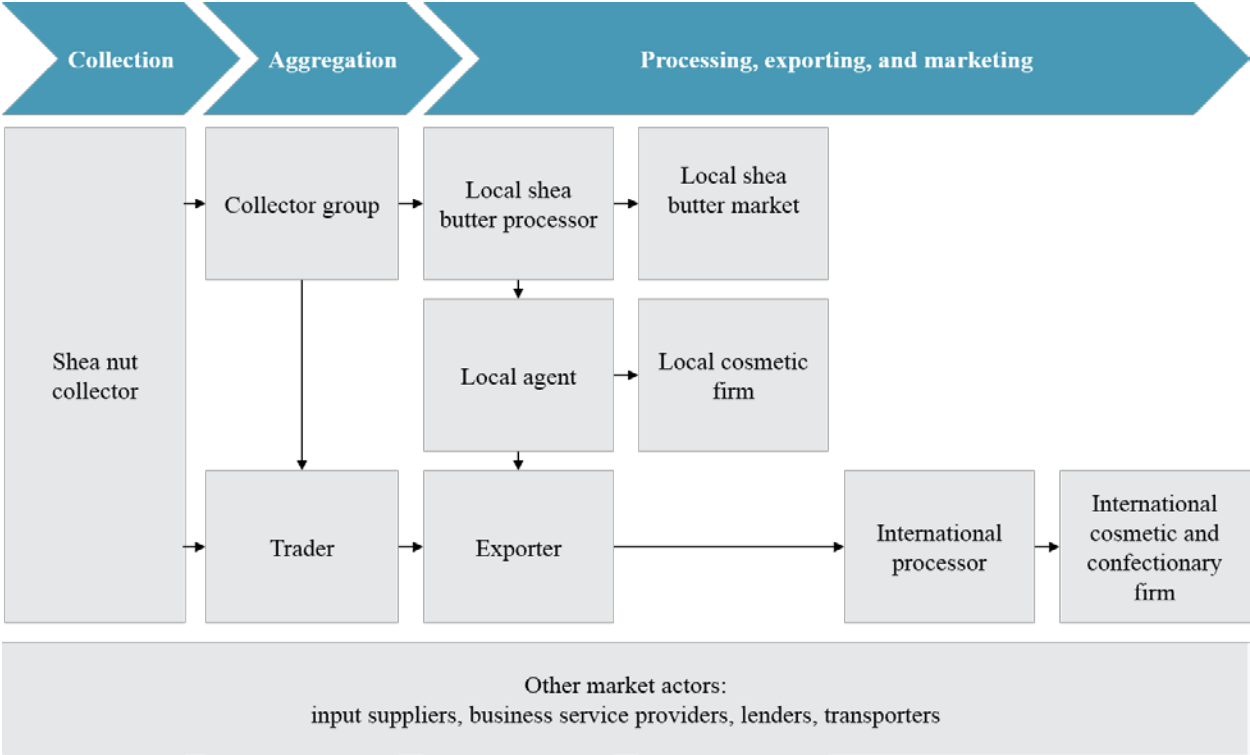 Collection
Aggregation
Processing, exporting, and marketing
Shea nut
collector
Collector group
Local shea
butter processor
Local shea
butter market
Local agent
Local cosmetic
firm
Trader
Exporter
International
processor
International
cosmetic and
confectionary
firm
Other market actors:
input suppliers, business service providers, lenders, transporters